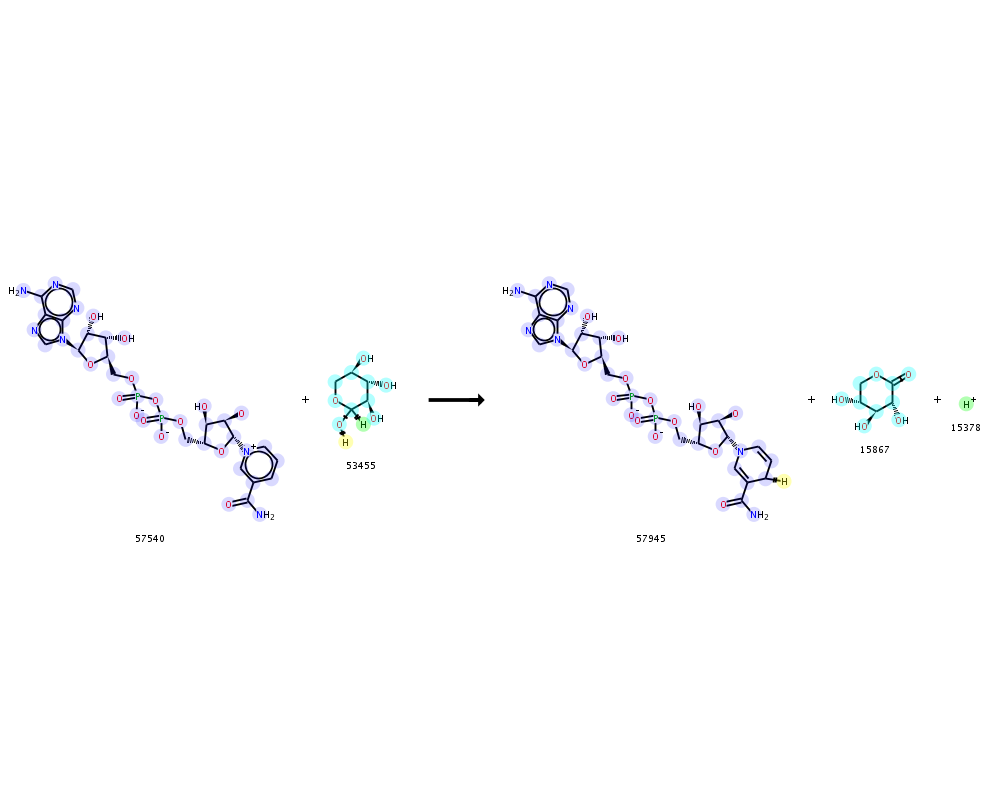 H₂N N N N N O OH OH O P O O⁻ O P O O⁻ O HO O O N⁺ O NH₂
57540
+
OH OH OH O O H H
53455
H₂N N N N N O OH OH O P O O⁻ O P O O⁻ O HO O O N H O NH₂
57945
+
O O HO HO OH
15867
+
H⁺
15378